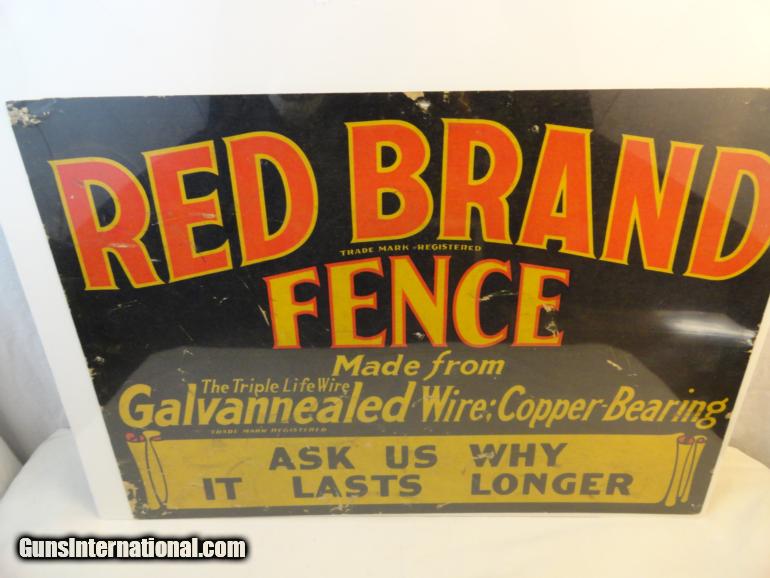 RED BRAND
TRADE MARK-REGISTERED
FENCE
Made from
The Triple Life Wire
Galvannealed Wire; Copper-Bearing.
TRADE MARK REGISTERED
ASK US WHY
IT LASTS LONGER
GunsInternational.com